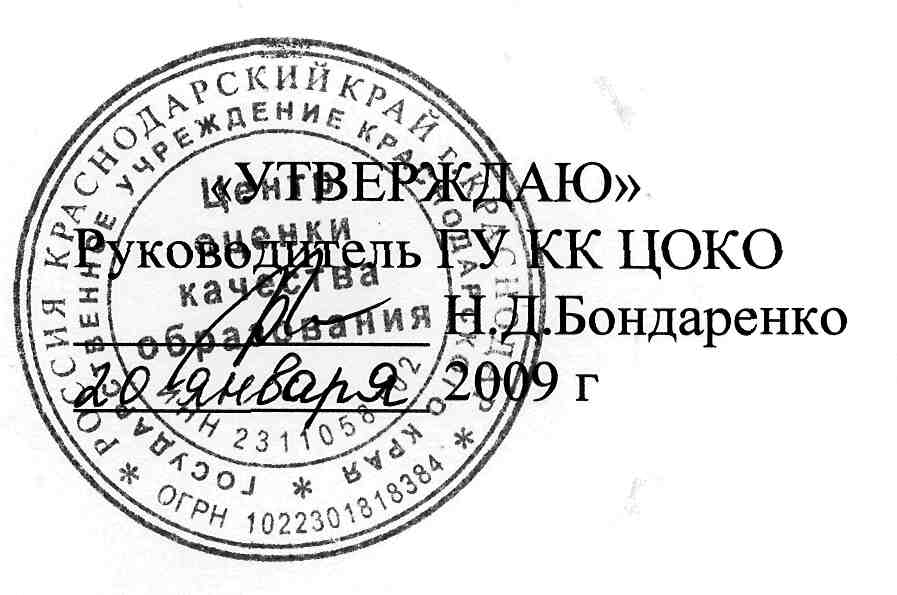 «УТВЕРЖДАЮ»
Руководитель ГУ КК ЦОКО
Н.Д.Бондаренко
20 января 2009 г
РОССИЯ КРАСНОДАРСКИЙ КРАЙ Г. КРАСНОДАР
ГОСУДАРСТВЕННОЕ УЧРЕЖДЕНИЕ КРАСНОДАРСКОГО КРАЯ
Центр
оценки
качества
образования
ИНН
ОГРН 1022301818384